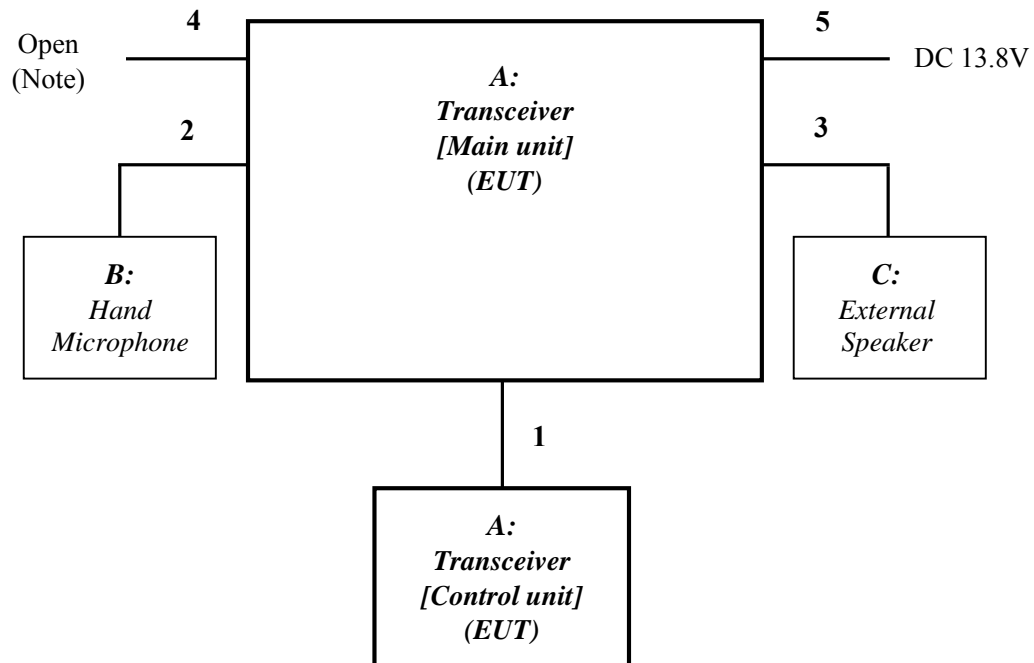 4
Open
(Note)
2
5
DC 13.8V
3
A:
Transceiver
[Main unit]
(EUT)
B:
Hand
Microphone
C:
External
Speaker
1
A:
Transceiver
[Control unit]
(EUT)